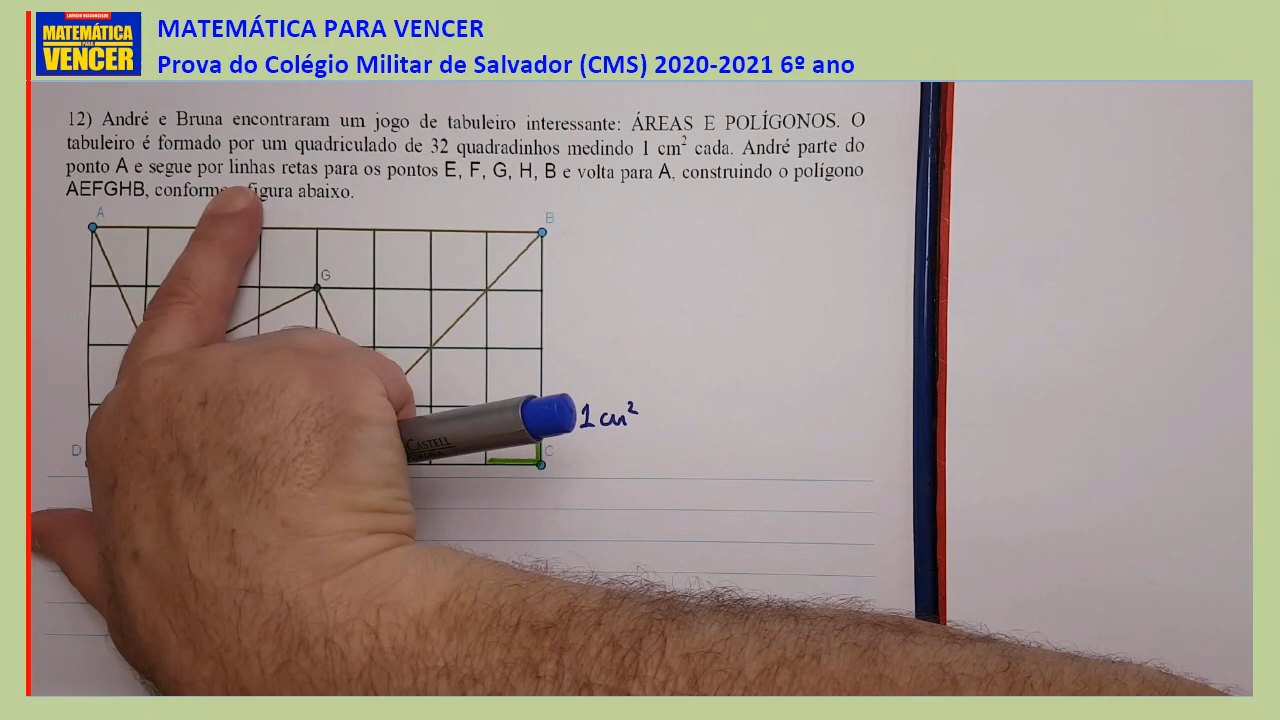 LAÉRCIO VASCONCELOS
MATEMÁTICA
PARA
VENCER
MATEMÁTICA PARA VENCER
Prova do Colégio Militar de Salvador (CMS) 2020-2021 6º ano
12) André e Bruna encontraram um jogo de tabuleiro interessante: ÁREAS E POLÍGONOS. O
tabuleiro é formado por um quadriculado de 32 quadradinhos medindo 1 cm² cada. André parte do
ponto A e segue por linhas retas para os pontos E, F, G, H, B e volta para A, construindo o polígono
AEFGHB, figura abaixo.
A
B
G
1 cm²
D
C
CASTELL